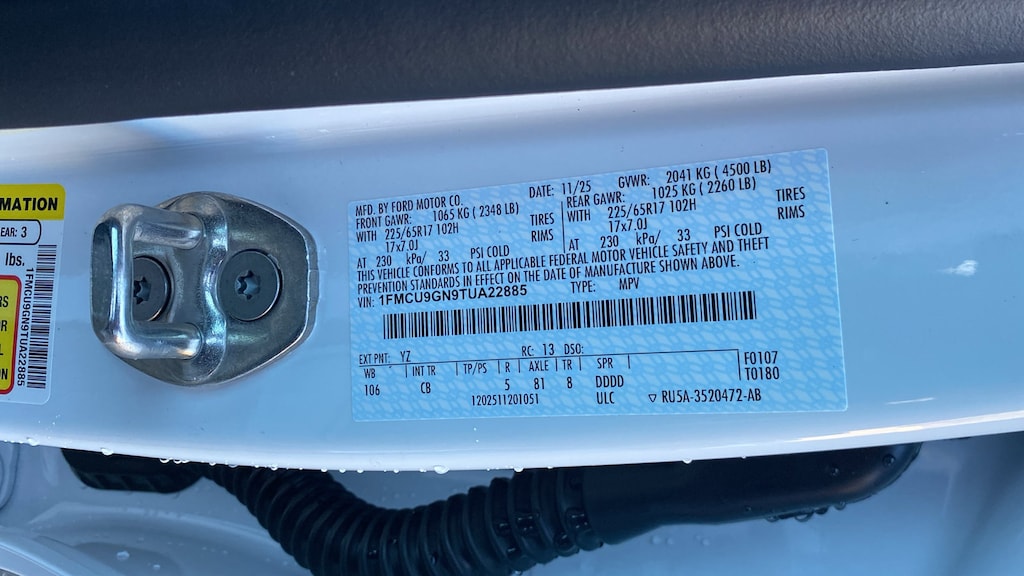 MATION
EAR: 3
lbs.
RS
OR
L
ON
1FMCU9GN9TUA22885
MFD. BY FORD MOTOR CO.
DATE: 11/25
GVWR: 2041 KG ( 4500 LB)
FRONT GAWR: 1065 KG ( 2348 LB)
REAR GAWR: 1025 KG ( 2260 LB)
WITH 225/65R17 102H TIRES
WITH 225/65R17 102H TIRES
17x7.0J RIMS
17x7.0J RIMS
AT 230 kPa/ 33 PSI COLD
AT 230 kPa/ 33 PSI COLD
THIS VEHICLE CONFORMS TO ALL APPLICABLE FEDERAL MOTOR VEHICLE SAFETY AND THEFT
PREVENTION STANDARDS IN EFFECT ON THE DATE OF MANUFACTURE SHOWN ABOVE.
VIN: 1FMCU9GN9TUA22885
TYPE: MPV
EXT PNT: YZ RC: 13 DSO:
WB INT TR TP/PS R AXLE TR SPR F0107
106 CB 5 81 8 DDDD T0180
1202511201051 ULC ▽ RU5A-3520472-AB